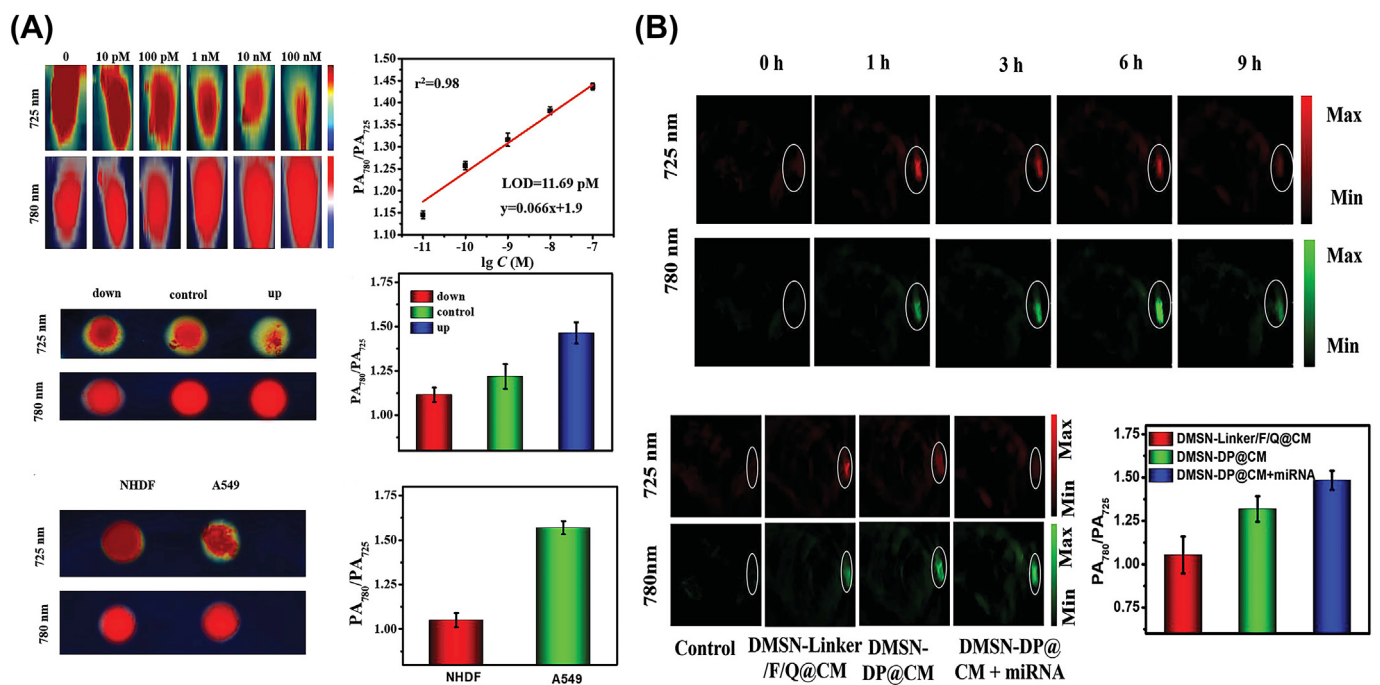 (A)
0 10 pM 100 pM 1 nM 10 nM 100 nM
725 nm
780 nm
1.50
1.45
1.40
1.35
1.30
1.25
1.20
1.15
1.10
PA780/PA725
r²=0.98
LOD=11.69 pM
y=0.066x+1.9
-11 -10 -9 -8 -7
lg C (M)
down control up
725 nm
780 nm
1.75
1.50
1.25
1.00
PA780/PA725
down
control
up
NHDF A549
725 nm
780 nm
1.75
1.50
1.25
1.00
PA780/PA725
NHDF A549
(B)
0 h 1 h 3 h 6 h 9 h
725 nm
780 nm
Max
Min
Max
Min
725 nm
780nm
Max
Min
Max
Min
Control
DMSN-Linker
/F/Q@CM
DMSN-
DP@CM
DMSN-DP@
CM + miRNA
1.75
1.50
1.25
1.00
0.75
PA780/PA725
DMSN-Linker/F/Q@CM
DMSN-DP@CM
DMSN-DP@CM+miRNA